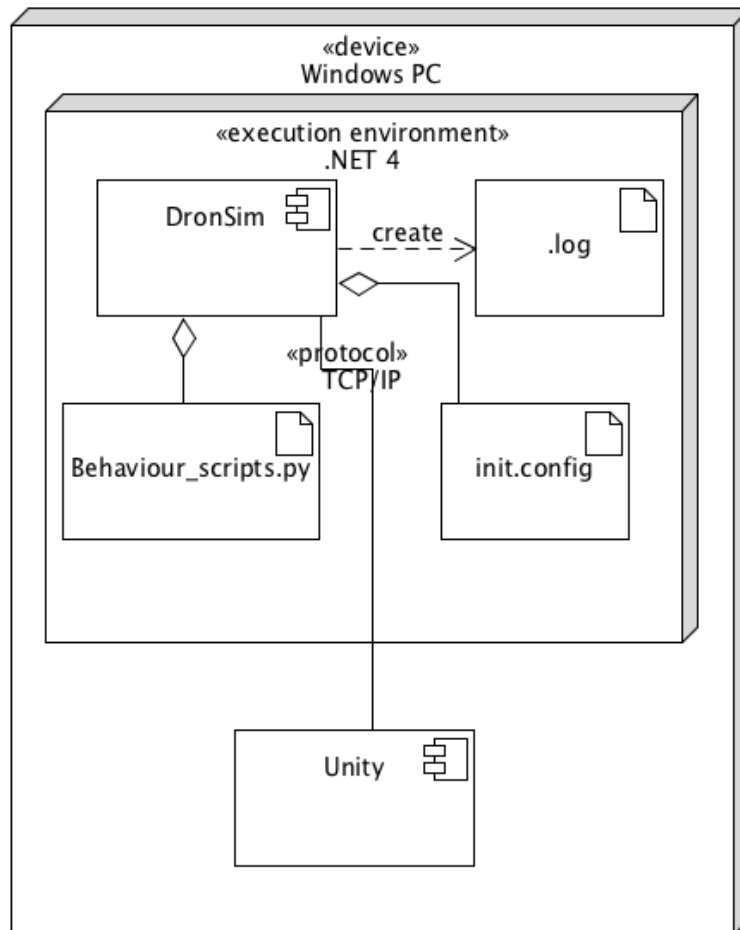 «device»
Windows PC
«execution environment»
.NET 4
DronSim
create
.log
«protocol»
TCP/IP
Behaviour_scripts.py
init.config
Unity